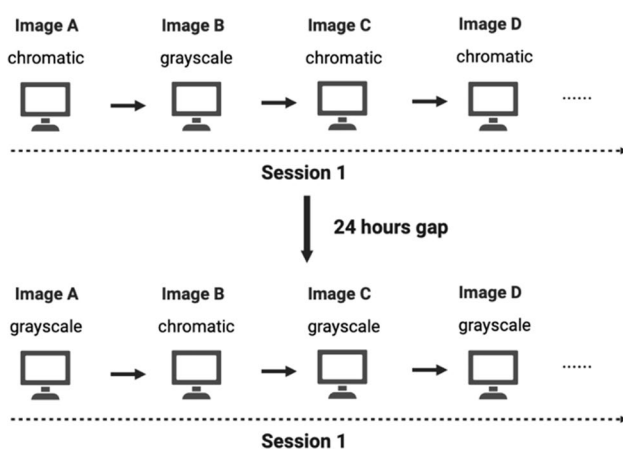 Image A Image B Image C Image D
chromatic grayscale chromatic chromatic
......
Session 1
24 hours gap
Image A Image B Image C Image D
grayscale chromatic grayscale grayscale
......
Session 1